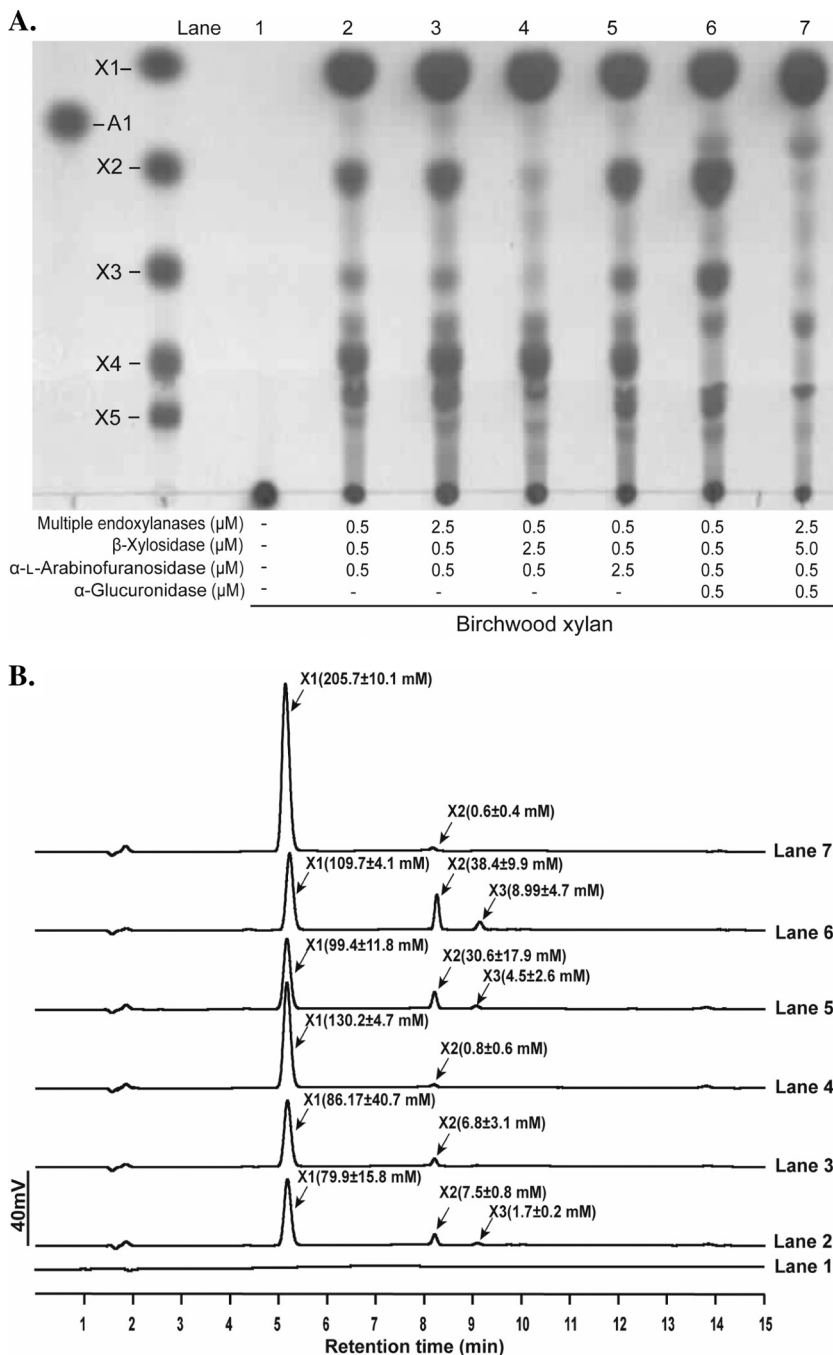 A.
Lane 1 2 3 4 5 6 7
X1–
–A1
X2 –
X3 –
X4 –
X5 –
Multiple endoxylanases (µM) - 0.5 2.5 0.5 0.5 0.5 2.5
β-Xylosidase (µM) - 0.5 0.5 2.5 0.5 0.5 5.0
α-L-Arabinofuranosidase (µM) - 0.5 0.5 0.5 2.5 0.5 0.5
α-Glucuronidase (µM) - - - - - 0.5 0.5
Birchwood xylan
B.
X1(205.7±10.1 mM)
X2(0.6±0.4 mM)
Lane 7
X1(109.7±4.1 mM)
X2(38.4±9.9 mM)
X3(8.99±4.7 mM)
Lane 6
X1(99.4±11.8 mM)
X2(30.6±17.9 mM)
X3(4.5±2.6 mM)
Lane 5
X1(130.2±4.7 mM)
X2(0.8±0.6 mM)
Lane 4
X1(86.17±40.7 mM)
X2(6.8±3.1 mM)
Lane 3
40mV
X1(79.9±15.8 mM)
X2(7.5±0.8 mM)
X3(1.7±0.2 mM)
Lane 2
Lane 1
1 2 3 4 5 6 7 8 9 10 11 12 13 14 15
Retention time (min)